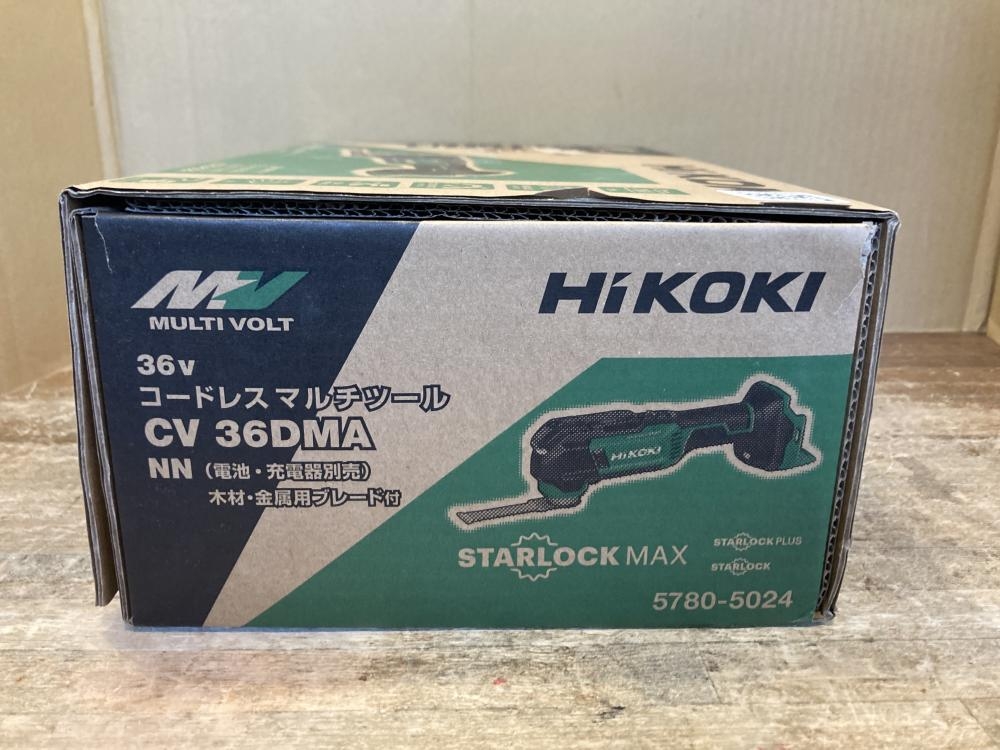 MV
MULTI VOLT
HiKOKI
36v
コードレスマルチツール
CV 36DMA
NN（電池・充電器別売）
木材・金属用ブレード付
HiKOKI
STARLOCK MAX
STARLOCK PLUS
STARLOCK
5780-5024